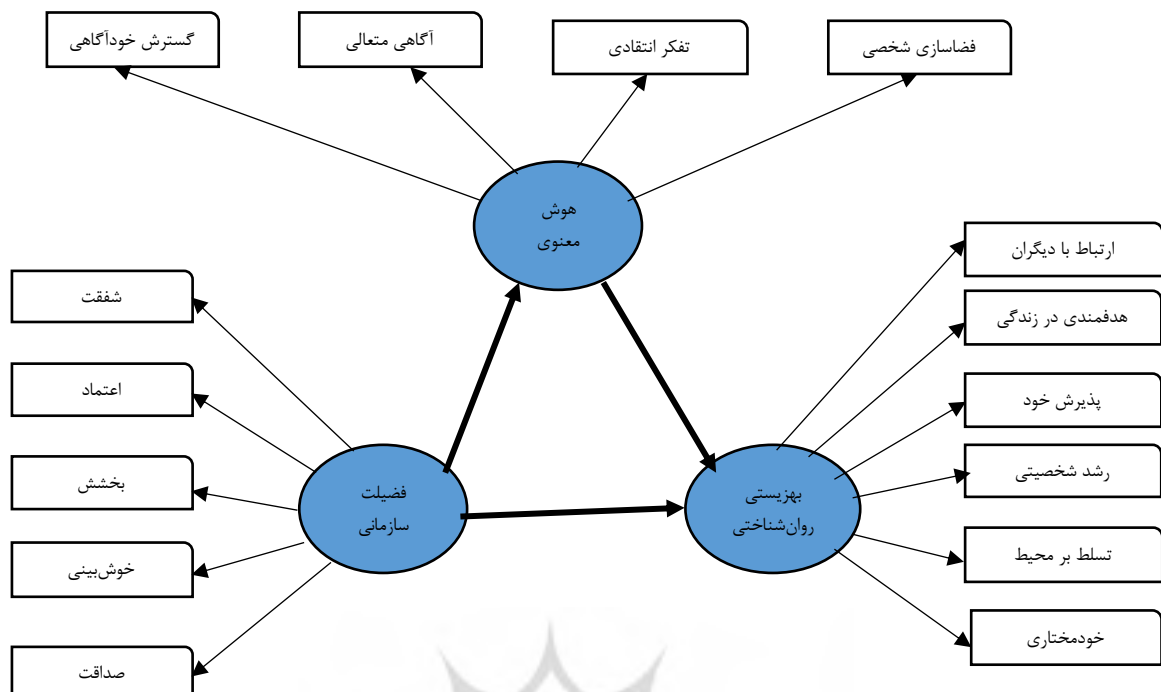 فضاسازی شخصی
تفکر انتقادی
آگاهی متعالی
گسترش خودآگاهی
هوش
معنوی
ارتباط با دیگران
هدفمندی در زندگی
پذیرش خود
رشد شخصیتی
تسلط بر محیط
خودمختاری
بهزیستی
روان‌شناختی
فضیلت
سازمانی
شفقت
اعتماد
بخشش
خوش‌بینی
صداقت